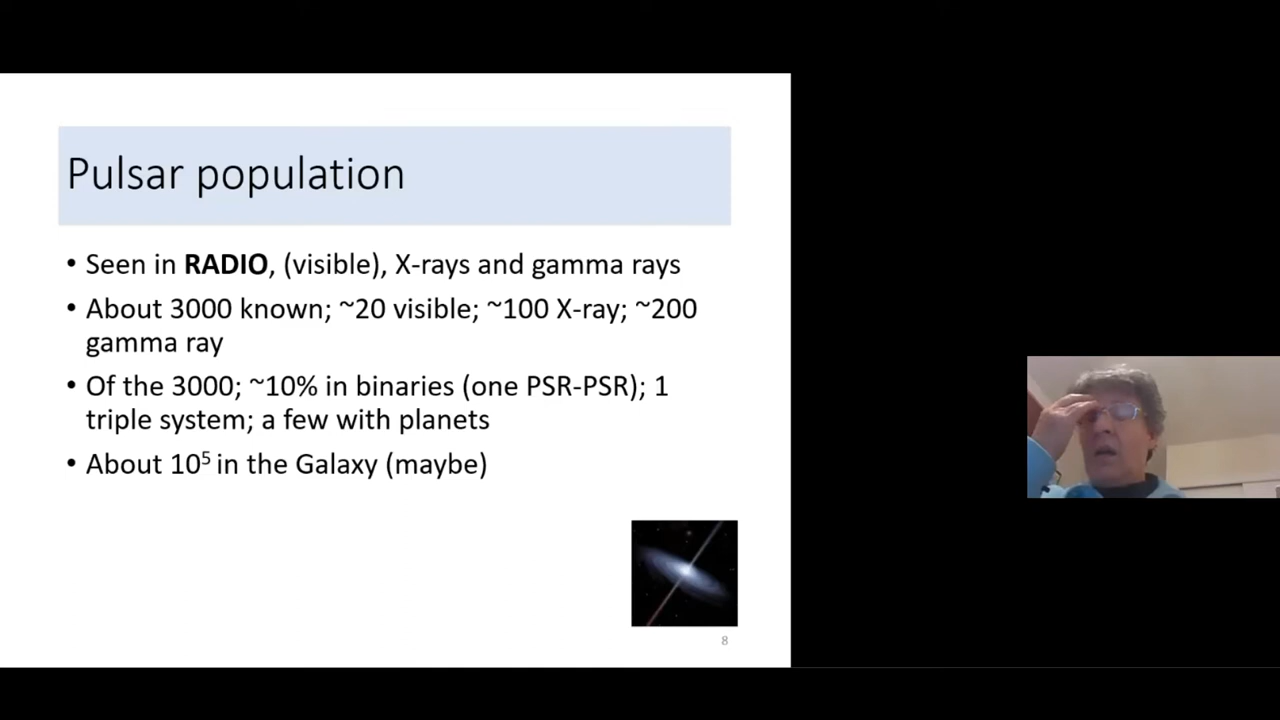 Pulsar population
• Seen in RADIO, (visible), X-rays and gamma rays
• About 3000 known; ~20 visible; ~100 X-ray; ~200
gamma ray
• Of the 3000; ~10% in binaries (one PSR-PSR); 1
triple system; a few with planets
• About 10⁵ in the Galaxy (maybe)
8